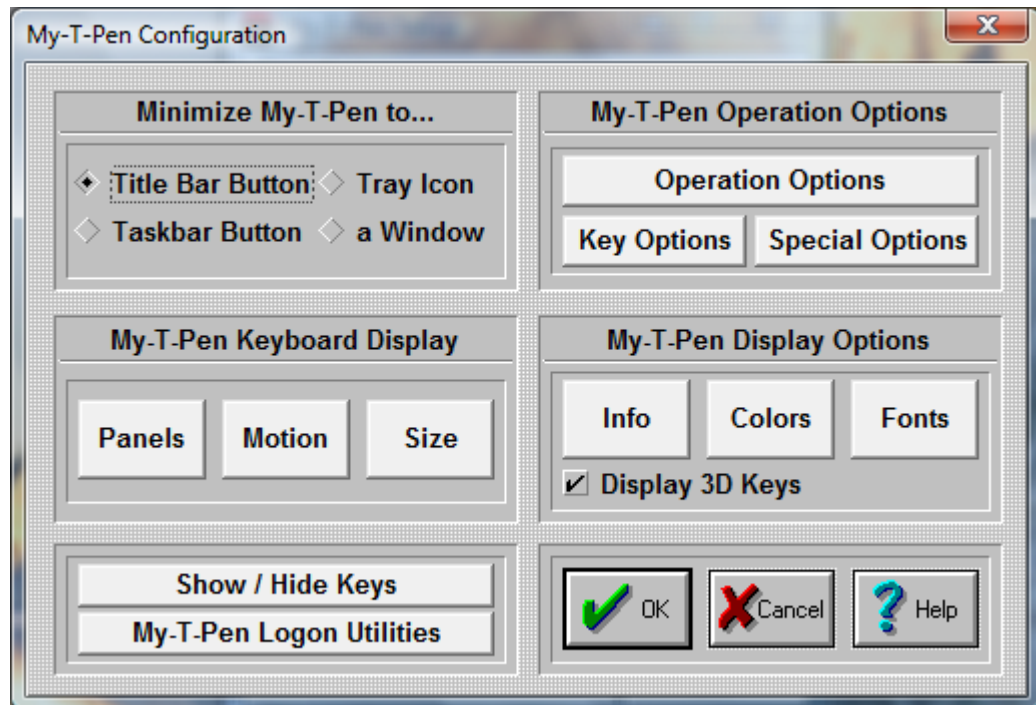 My-T-Pen Configuration
Minimize My-T-Pen to...
Title Bar Button
Tray Icon
Taskbar Button
a Window
My-T-Pen Operation Options
Operation Options
Key Options
Special Options
My-T-Pen Keyboard Display
Panels
Motion
Size
My-T-Pen Display Options
Info
Colors
Fonts
Display 3D Keys
Show / Hide Keys
My-T-Pen Logon Utilities
OK
Cancel
Help